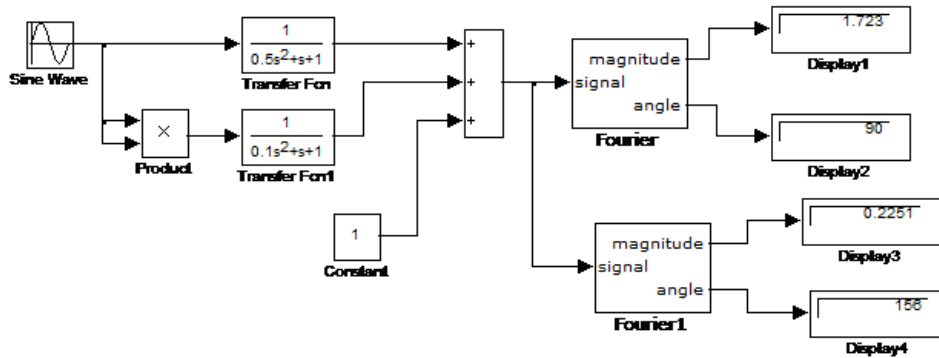 Sine Wave
1
0.5s²+s+1
Transfer Fcn
×
Product
1
0.1s²+s+1
Transfer Fcn1
+
+
+
1
Constant
signal
magnitude
angle
Fourier
1.723
Display1
90
Display2
signal
magnitude
angle
Fourier1
0.2251
Display3
156
Display4